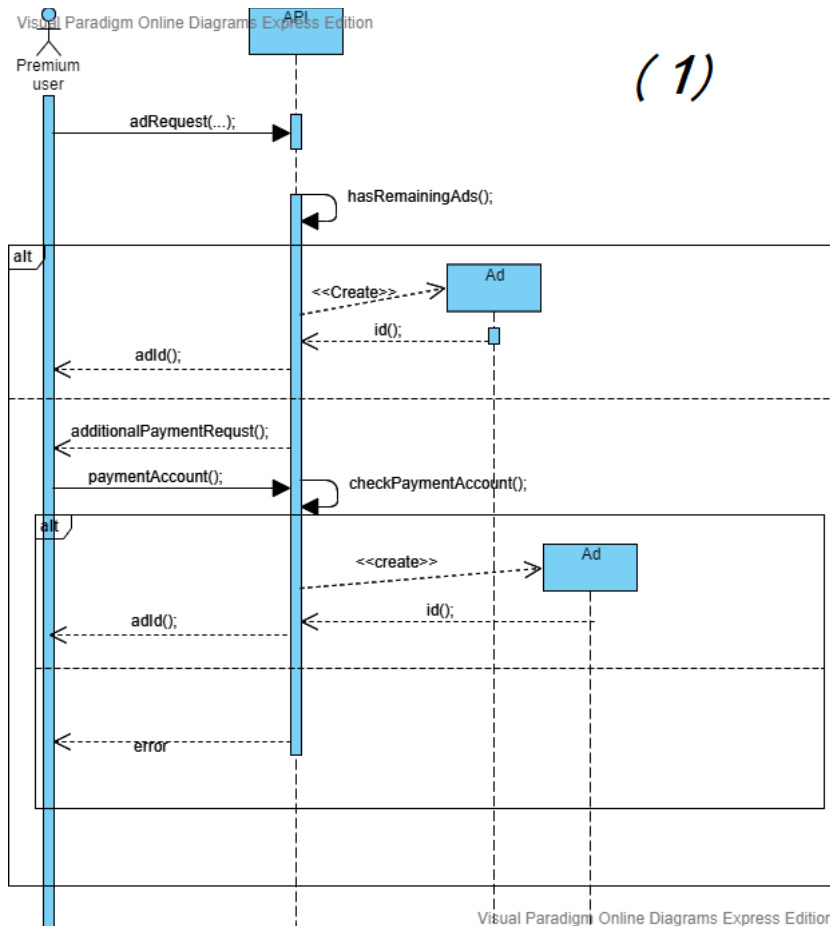 Visual Paradigm Online Diagrams Express Edition
API
( 1)
Premium
user
adRequest(...);
hasRemainingAds();
alt
Ad
<<Create>>
id();
adId();
additionalPaymentRequst();
paymentAccount();
checkPaymentAccount();
alt
Ad
<<create>>
id();
adId();
error
Visual Paradigm Online Diagrams Express Edition